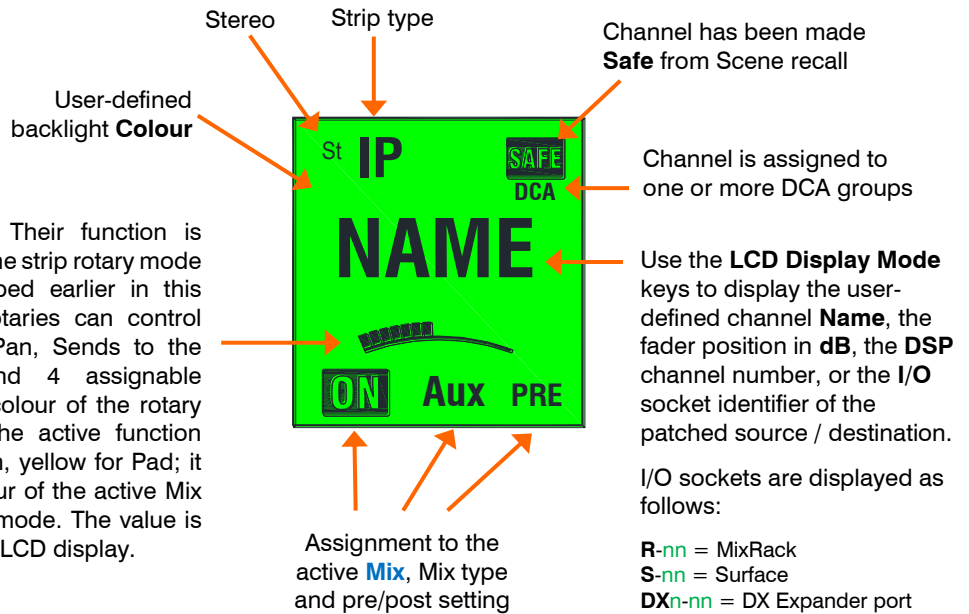 Stereo
Strip type
Channel has been made
Safe from Scene recall
User-defined
backlight Colour
St IP SAFE
DCA
Channel is assigned to
one or more DCA groups
NAME
Their function is
strip rotary mode
earlier in this
can control
Pan, Sends to the
4 assignable
colour of the rotary
active function
yellow for Pad; it
of the active Mix
mode. The value is
LCD display.
Use the LCD Display Mode
keys to display the user-
defined channel Name, the
fader position in dB, the DSP
channel number, or the I/O
socket identifier of the
patched source / destination.
ON Aux PRE
I/O sockets are displayed as
follows:
R-nn = MixRack
S-nn = Surface
DXn-nn = DX Expander port
Assignment to the
active Mix, Mix type
and pre/post setting